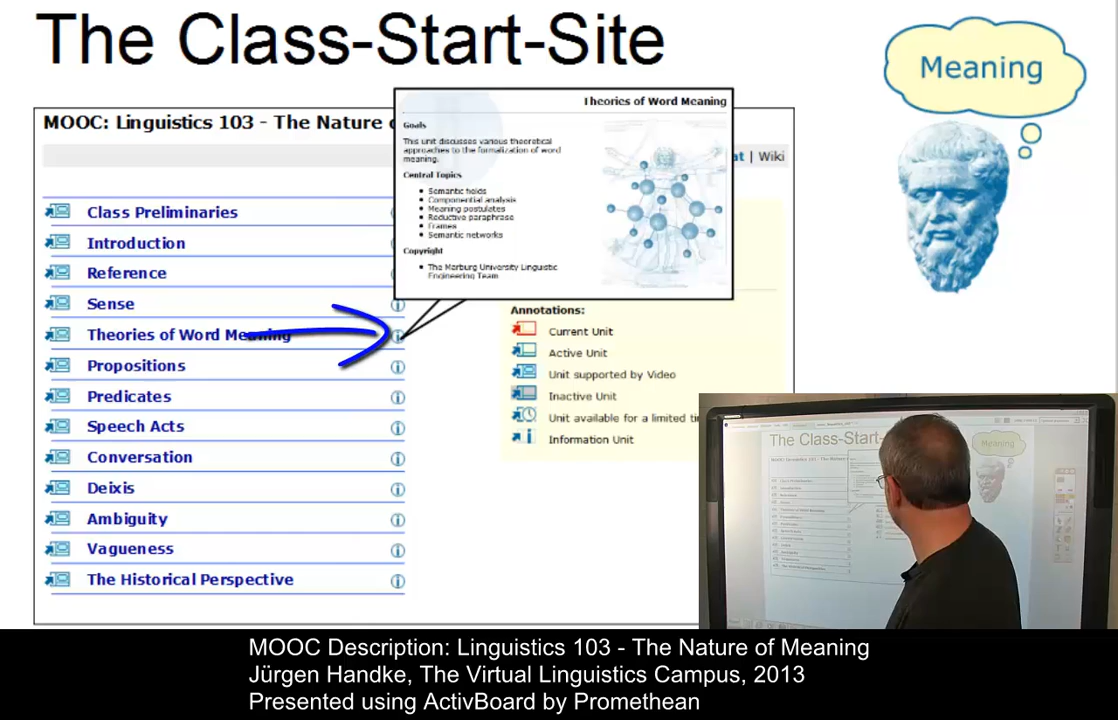 The Class-Start-Site
Meaning
MOOC: Linguistics 103 - The Nature o
Wiki
Theories of Word Meaning
Goals
This unit discusses various theoretical
approaches to the formalization of word
meaning.
Central Topics
Semantic fields
Componential analysis
Meaning postulates
Reductive paraphrase
Frames
Semantic networks
Copyright
The Marburg University Linguistic
Engineering Team
Class Preliminaries
Introduction
Reference
Sense
Theories of Word Meaning
Propositions
Predicates
Speech Acts
Conversation
Deixis
Ambiguity
Vagueness
The Historical Perspective
Annotations:
Current Unit
Active Unit
Unit supported by Video
Inactive Unit
Unit available for a limited ti
Information Unit
The Class-Start-
Meaning
MOOC Description: Linguistics 103 - The Nature of Meaning
Jürgen Handke, The Virtual Linguistics Campus, 2013
Presented using ActivBoard by Promethean